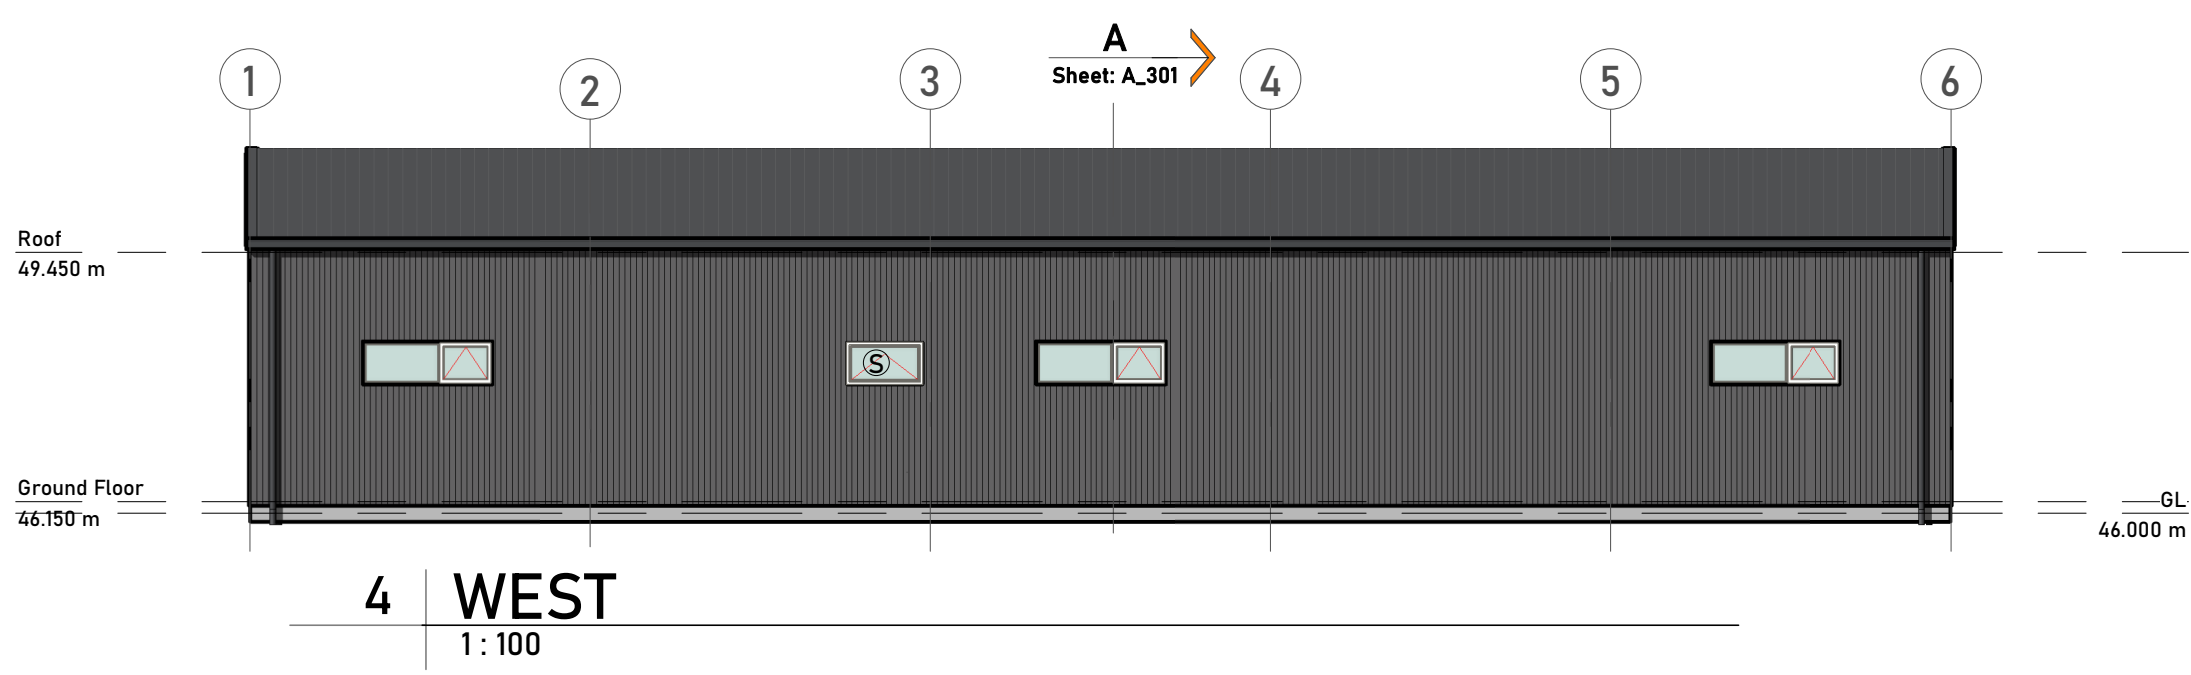 A
Sheet: A_301
1
2
3
4
5
6
Roof
49.450 m
S
Ground Floor
46.150 m
GL
46.000 m
4
WEST
1 : 100